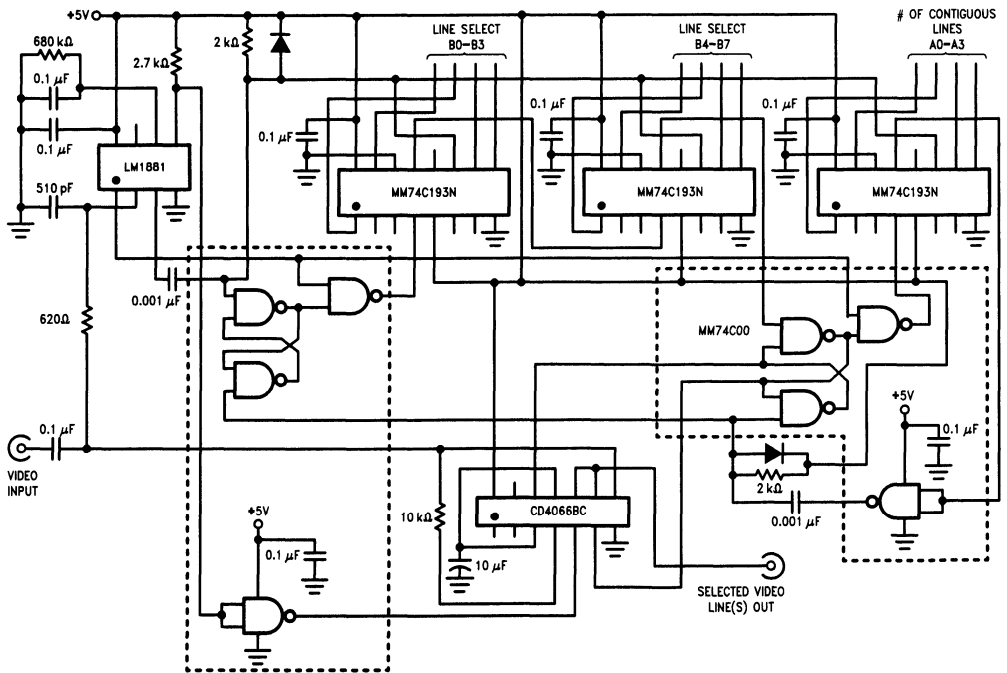 +5V
680 kΩ
0.1 µF
0.1 µF
510 pF
620Ω
0.1 µF
VIDEO
INPUT
2.7 kΩ
LM1881
0.001 µF
2 kΩ
LINE SELECT
B0–B3
0.1 µF
MM74C193N
LINE SELECT
B4–B7
0.1 µF
MM74C193N
# OF CONTIGUOUS
LINES
A0–A3
0.1 µF
MM74C193N
MM74C00
+5V
0.1 µF
2 kΩ
0.001 µF
10 kΩ
CD4066BC
10 µF
+5V
0.1 µF
SELECTED VIDEO
LINE(S) OUT